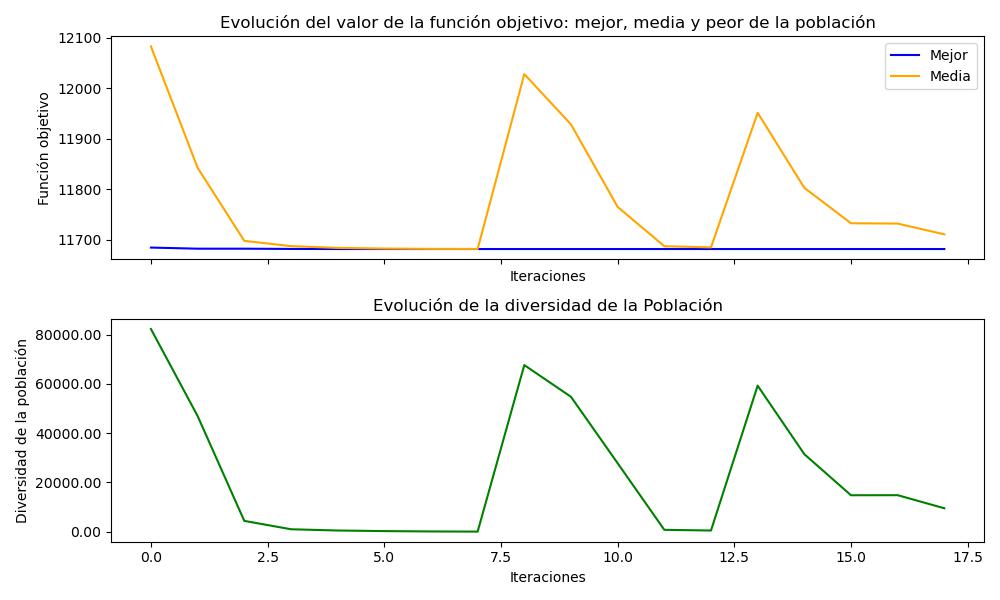 Evolución del valor de la función objetivo: mejor, media y peor de la población
12100
12000
11900
11800
11700
Función objetivo
Mejor
Media
Iteraciones
Evolución de la diversidad de la Población
80000.00
60000.00
40000.00
20000.00
0.00
Diversidad de la población
0.0 2.5 5.0 7.5 10.0 12.5 15.0 17.5
Iteraciones